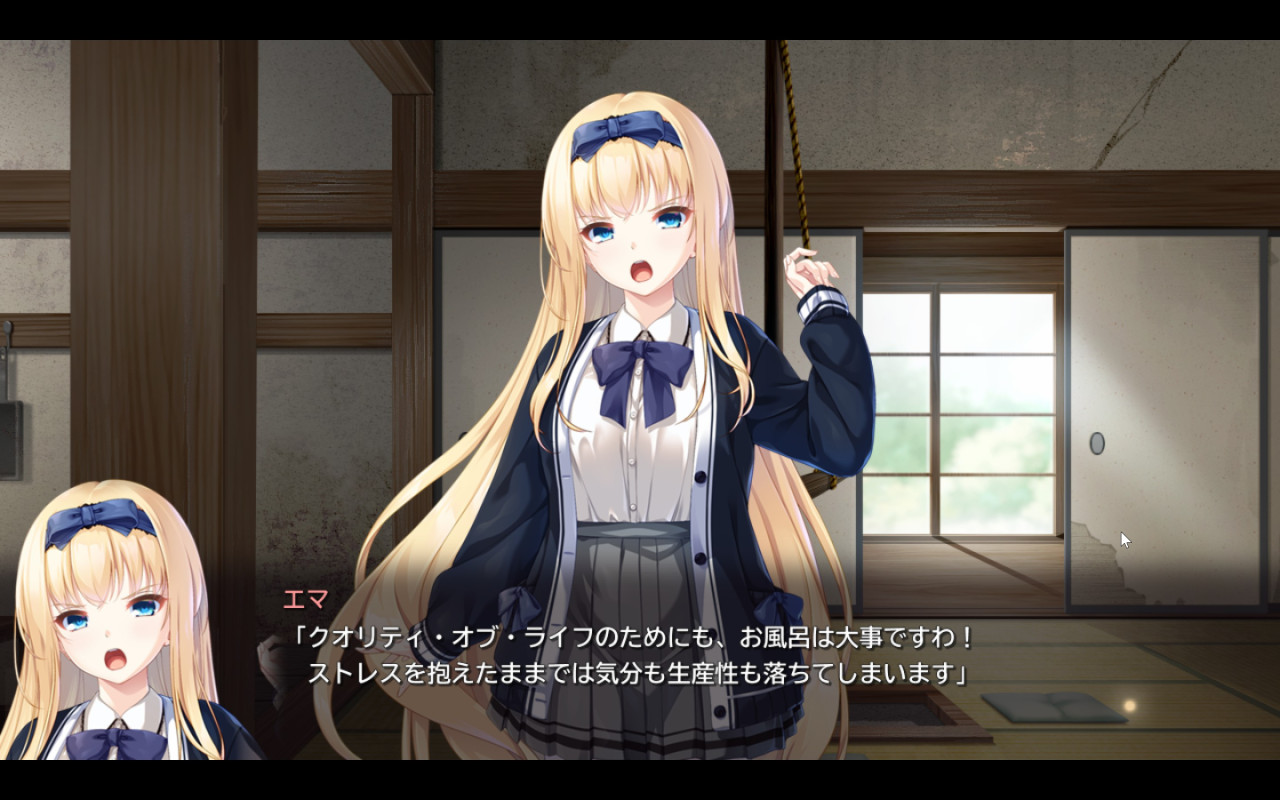 エマ
「クオリティ・オブ・ライフのためにも、お風呂は大事ですわ！
ストレスを抱えたままでは気分も生産性も落ちてしまいます」